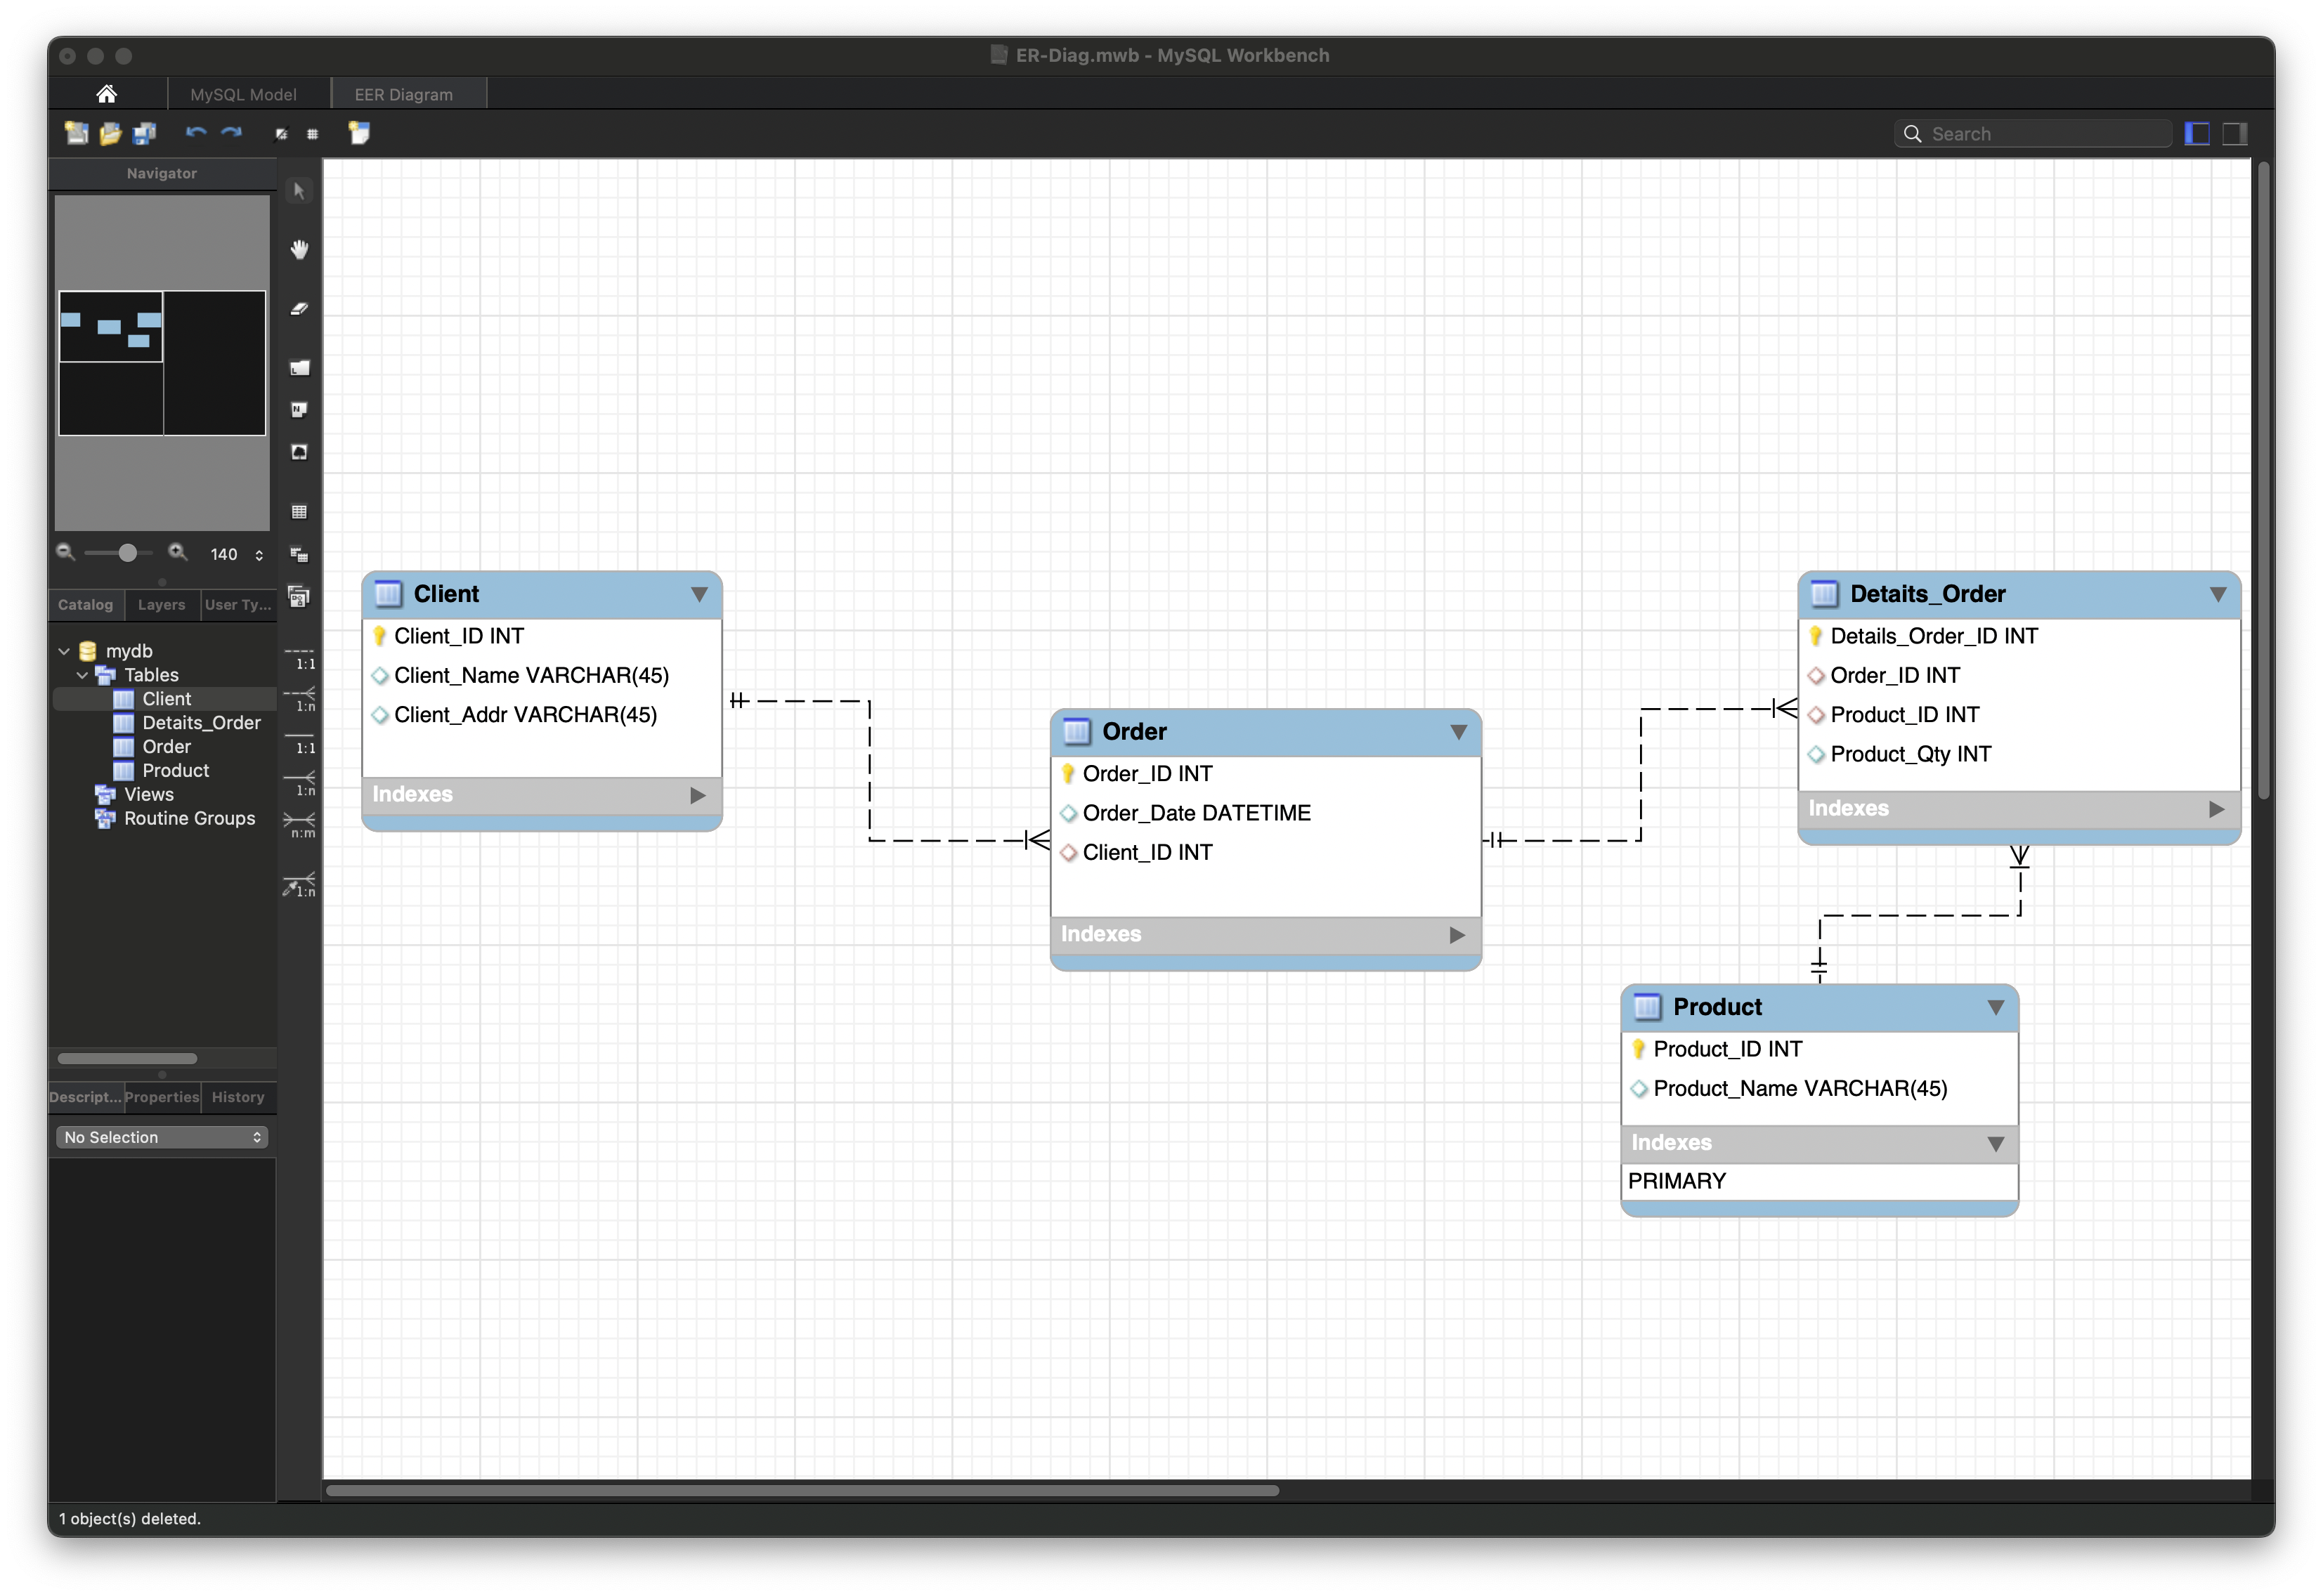 ER-Diag.mwb - MySQL Workbench
MySQL Model
EER Diagram
Search
Navigator
140
Catalog
Layers
User Ty...
mydb
Tables
Client
Detaits_Order
Order
Product
Views
Routine Groups
Descript...
Properties
History
No Selection
1:1
1:n
1:1
1:n
n:m
1:n
Client
Client_ID INT
Client_Name VARCHAR(45)
Client_Addr VARCHAR(45)
Indexes
Order
Order_ID INT
Order_Date DATETIME
Client_ID INT
Indexes
Detaits_Order
Details_Order_ID INT
Order_ID INT
Product_ID INT
Product_Qty INT
Indexes
Product
Product_ID INT
Product_Name VARCHAR(45)
Indexes
PRIMARY
1 object(s) deleted.